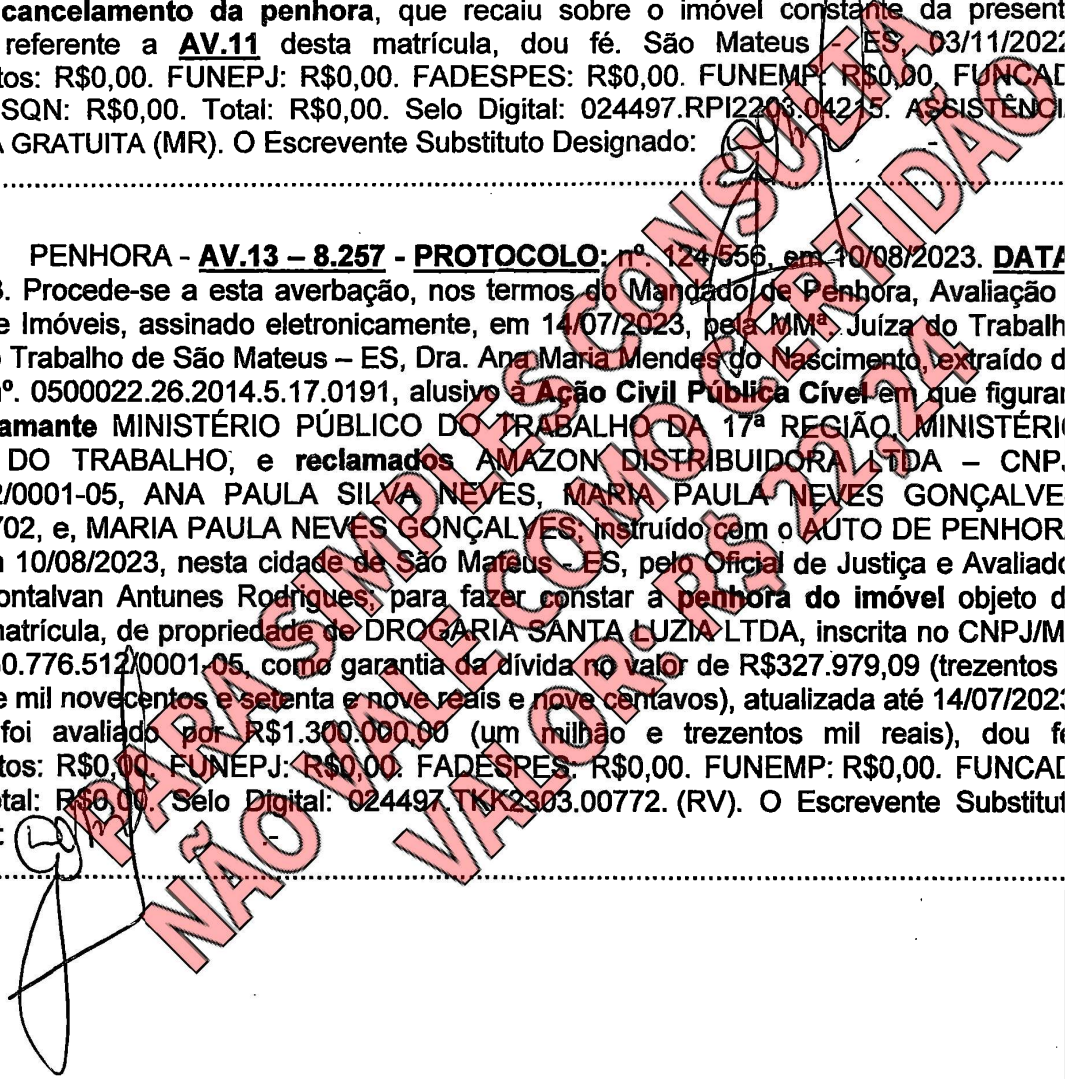 cancelamento da penhora, que recaiu sobre o imóvel constante da present
referente a AV.11 desta matrícula, dou fé. São Mateus - ES, 03/11/2022
tos: R$0,00. FUNEPJ: R$0,00. FADESPES: R$0,00. FUNEMP: R$0,00. FUNCAD
SQN: R$0,00. Total: R$0,00. Selo Digital: 024497.RPI2203.04215. ASSISTÊNCI
A GRATUITA (MR). O Escrevente Substituto Designado:
PENHORA - AV.13 – 8.257 - PROTOCOLO: nº. 124.556, em 10/08/2023. DATA
3. Procede-se a esta averbação, nos termos do Mandado de Penhora, Avaliação
e Imóveis, assinado eletronicamente, em 14/07/2023, pela MMª. Juíza do Trabalh
o Trabalho de São Mateus – ES, Dra. Ana Maria Mendes do Nascimento, extraído d
nº. 0500022.26.2014.5.17.0191, alusivo à Ação Civil Pública Cível em que figuram
amante MINISTÉRIO PÚBLICO DO TRABALHO DA 17ª REGIÃO, MINISTÉRIO
DO TRABALHO; e reclamados AMAZON DISTRIBUIDORA LTDA – CNPJ
2/0001-05, ANA PAULA SILVA NEVES, MARIA PAULA NEVES GONÇALVE
702, e, MARIA PAULA NEVES GONÇALVES; instruído com o AUTO DE PENHORA
10/08/2023, nesta cidade de São Mateus - ES, pelo Oficial de Justiça e Avaliado
ontalvan Antunes Rodrigues, para fazer constar a penhora do imóvel objeto d
matrícula, de propriedade de DROGARIA SANTA LUZIA LTDA, inscrita no CNPJ/M
0.776.512/0001-05, como garantia da dívida no valor de R$327.979,09 (trezentos
e mil novecentos e setenta e nove reais e nove centavos), atualizada até 14/07/2023
foi avaliado por R$1.300.000,00 (um milhão e trezentos mil reais), dou fé
tos: R$0,00. FUNEPJ: R$0,00. FADESPES: R$0,00. FUNEMP: R$0,00. FUNCAD
otal: R$0,00. Selo Digital: 024497.TKK2303.00772. (RV). O Escrevente Substitut
PARA SIMPLES CONSULTA
NÃO VALE COMO CERTIDÃO
VALOR: R$ 22,24